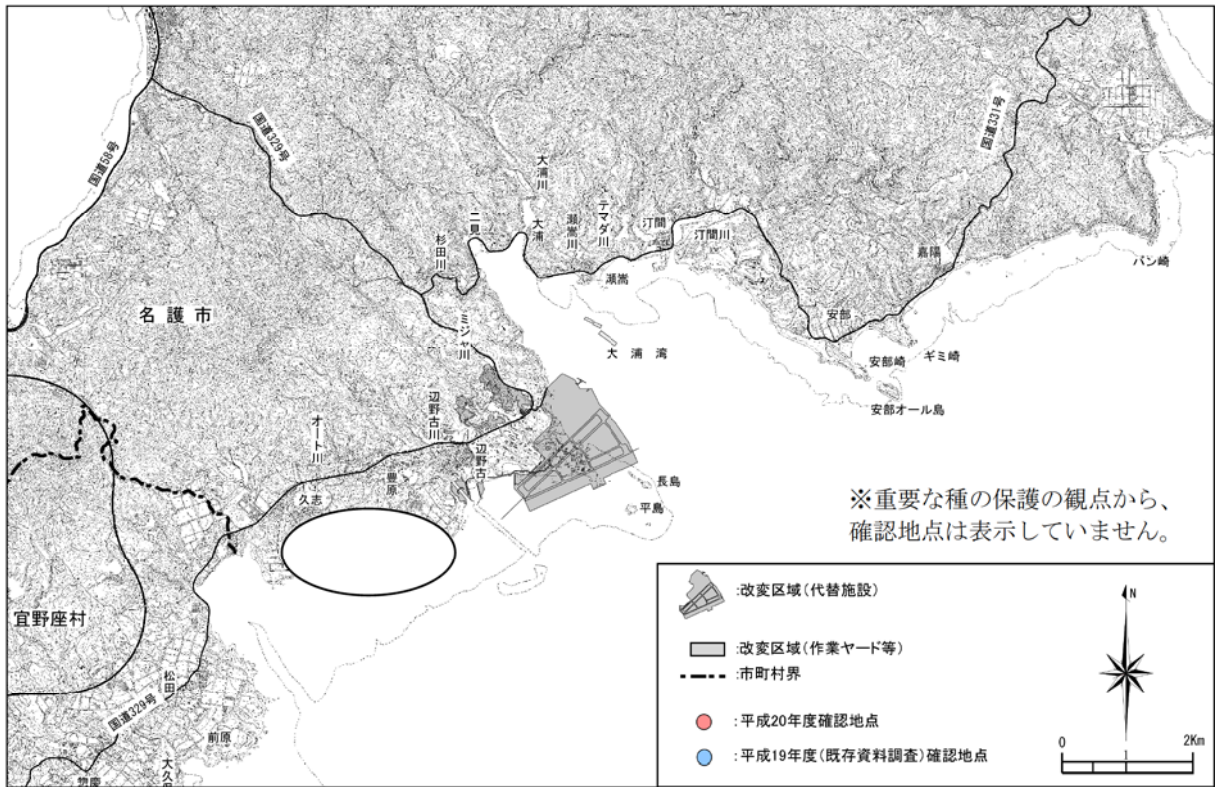 国道58号
国道329号
国道331号
大浦川
大浦
二見
杉田川
瀬嵩川
テマダ川
汀間
汀間川
瀬嵩
嘉陽
バン崎
ミジャ川
名護市
大浦湾
安部
安部崎
ギミ崎
安部オール島
辺野古川
オート川
辺野古
豊原
久志
長島
平島
※重要な種の保護の観点から、
確認地点は表示していません。
宜野座村
松田
国道329号
前原
惣慶
:改変区域(代替施設)
:改変区域(作業ヤード等)
:市町村界
:平成20年度確認地点
:平成19年度(既存資料調査)確認地点
N
0
1
2Km